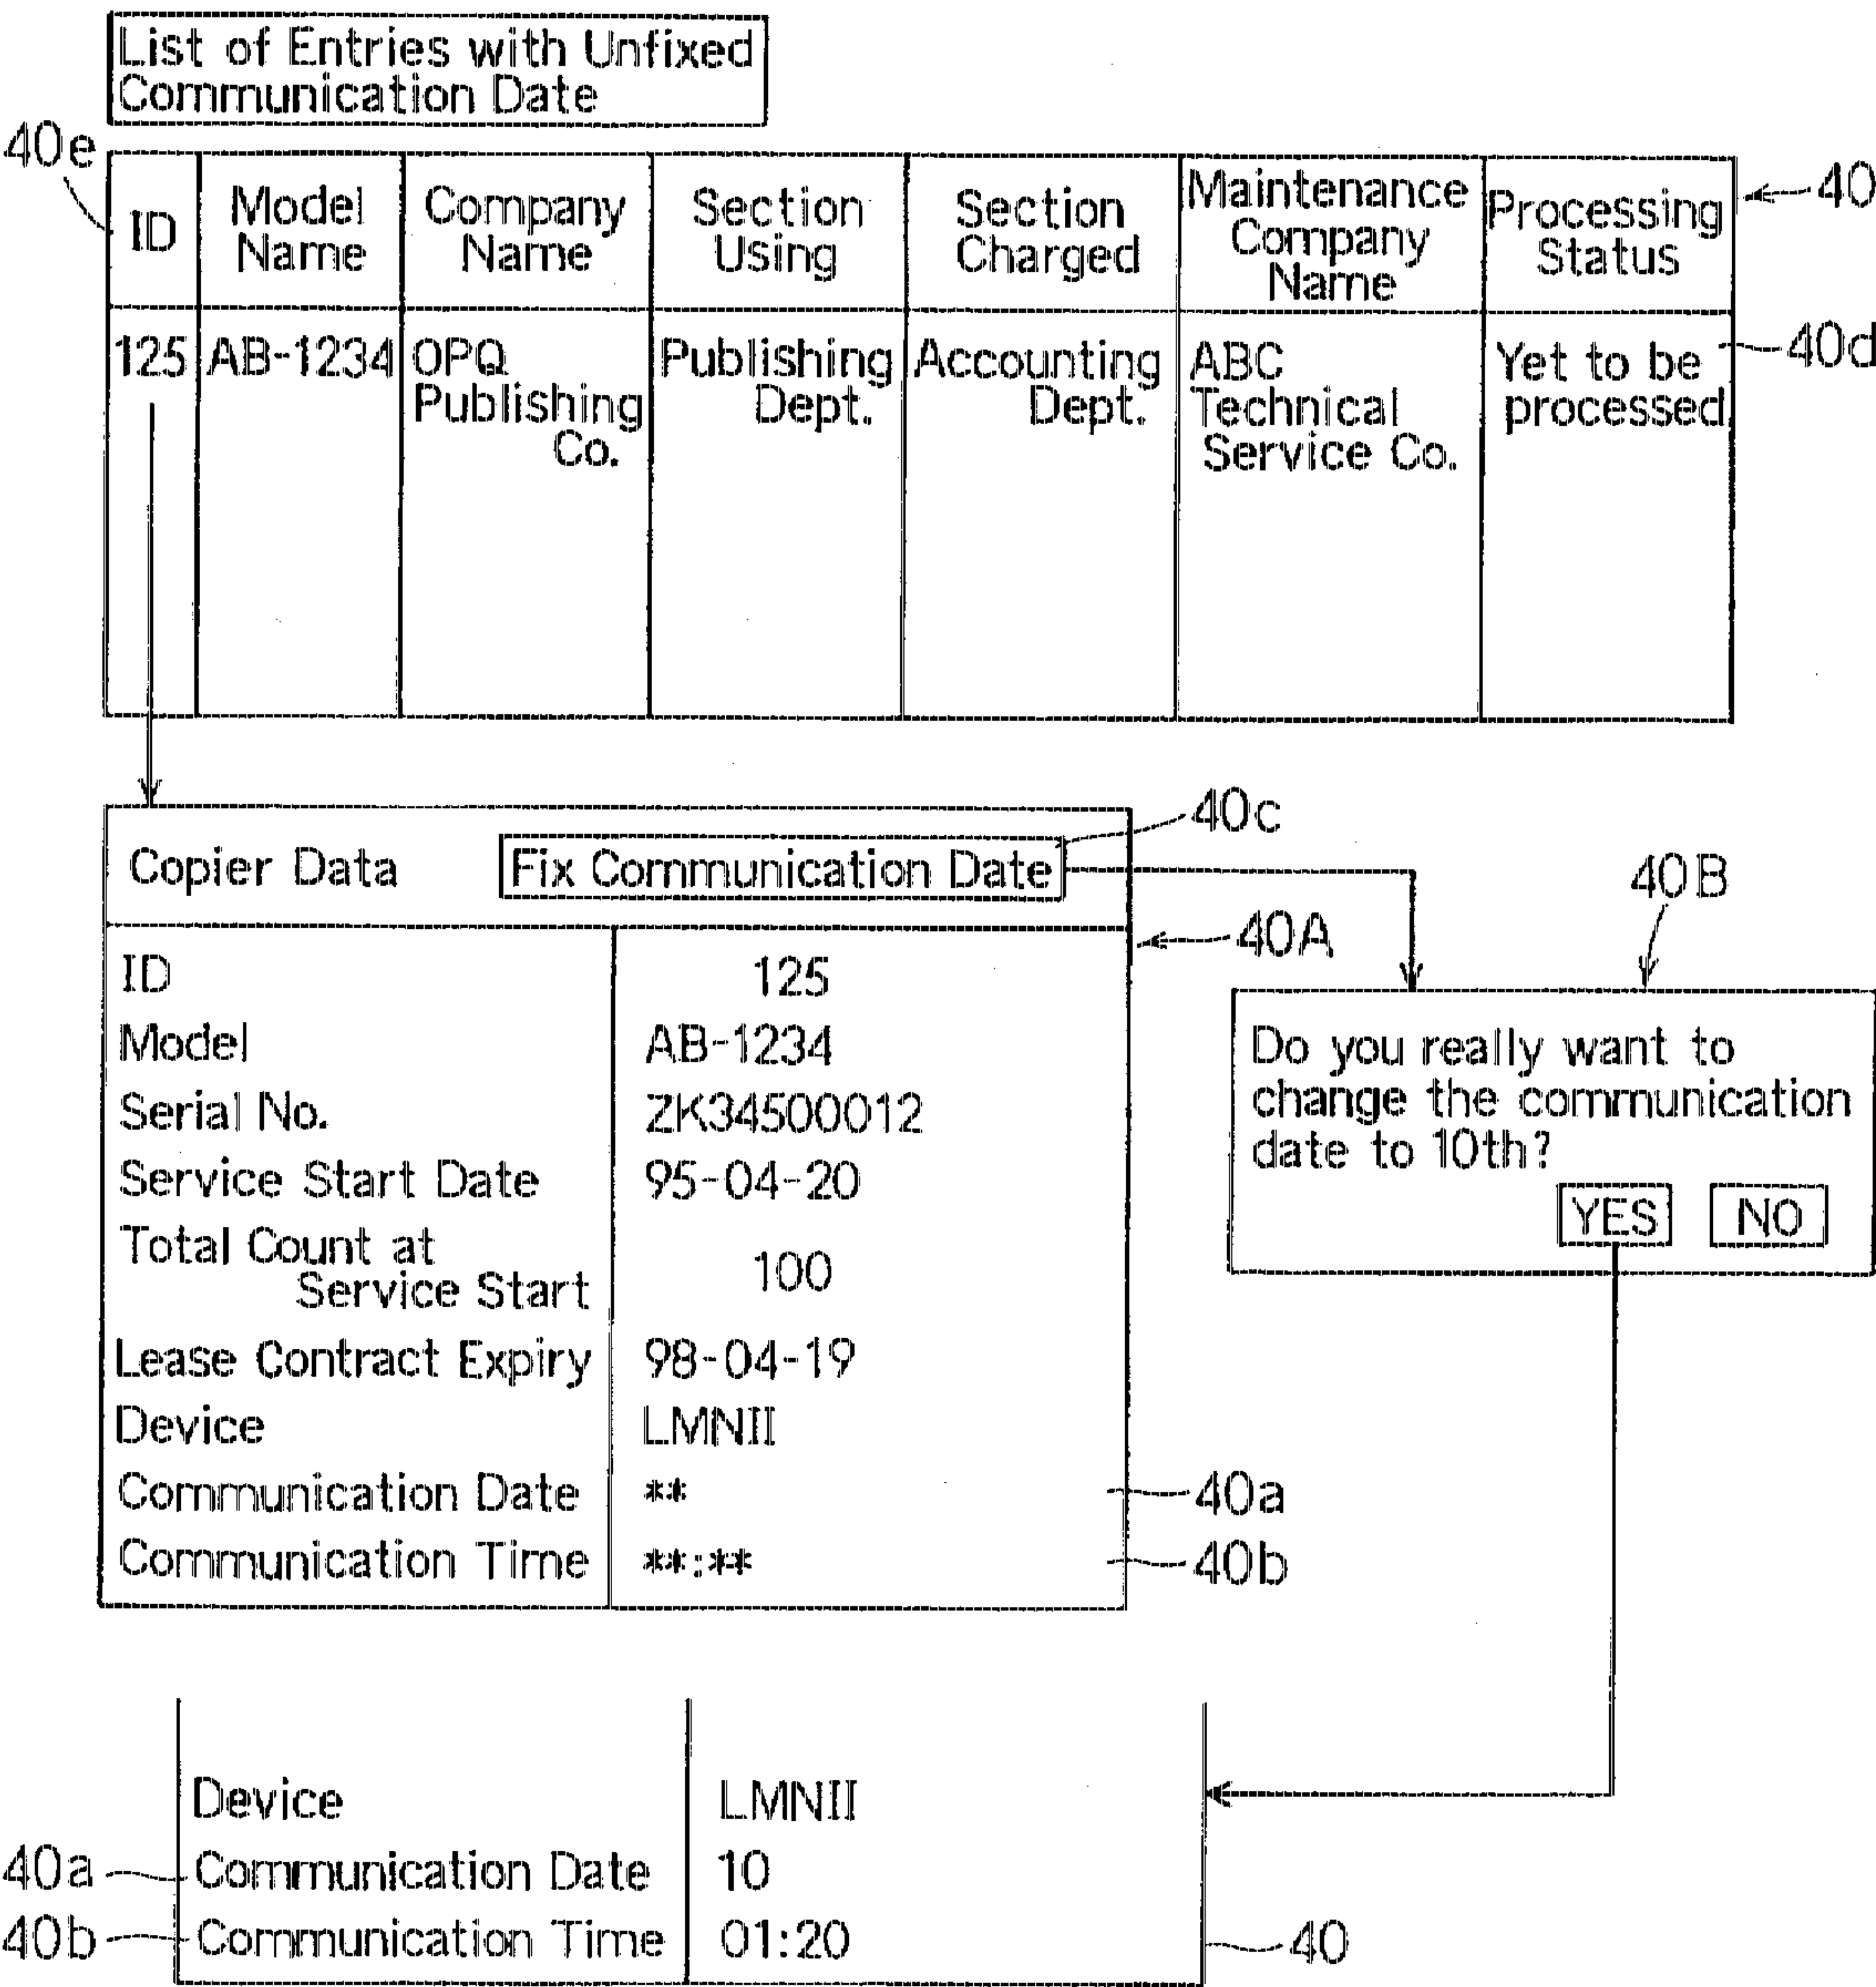 List of Entries with Unfixed
Communication Date
40e
ID
Model
Name
Company
Name
Section
Using
Section
Charged
Maintenance
Company
Name
Processing
Status
40
125
AB-1234
OPQ
Publishing
Co.
Publishing
Dept.
Accounting
Dept.
ABC
Technical
Service Co.
Yet to be
processed
40d
40c
Copier Data
Fix Communication Date
40B
40A
ID 125
Model AB-1234
Serial No. ZK34500012
Service Start Date 95-04-20
Total Count at
Service Start 100
Lease Contract Expiry 98-04-19
Device LMNII
Communication Date ** 40a
Communication Time **:** 40b
Do you really want to
change the communication
date to 10th?
YES NO
Device LMNII
40a Communication Date 10
40b Communication Time 01:20 40